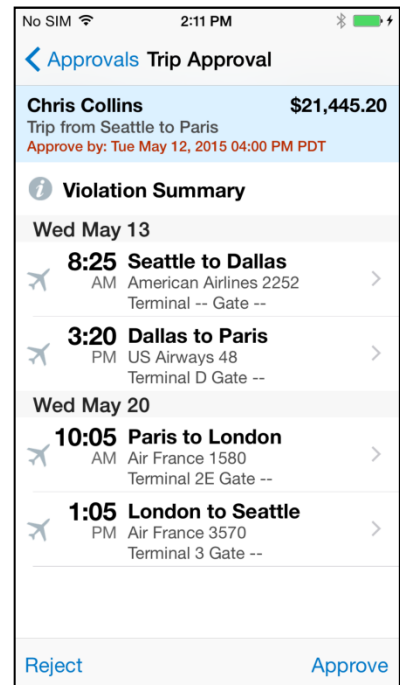 No SIM 2:11 PM
Approvals Trip Approval
Chris Collins $21,445.20
Trip from Seattle to Paris
Approve by: Tue May 12, 2015 04:00 PM PDT
Violation Summary
Wed May 13
8:25 Seattle to Dallas
AM American Airlines 2252
Terminal -- Gate --
3:20 Dallas to Paris
PM US Airways 48
Terminal D Gate --
Wed May 20
10:05 Paris to London
AM Air France 1580
Terminal 2E Gate --
1:05 London to Seattle
PM Air France 3570
Terminal 3 Gate --
Reject Approve